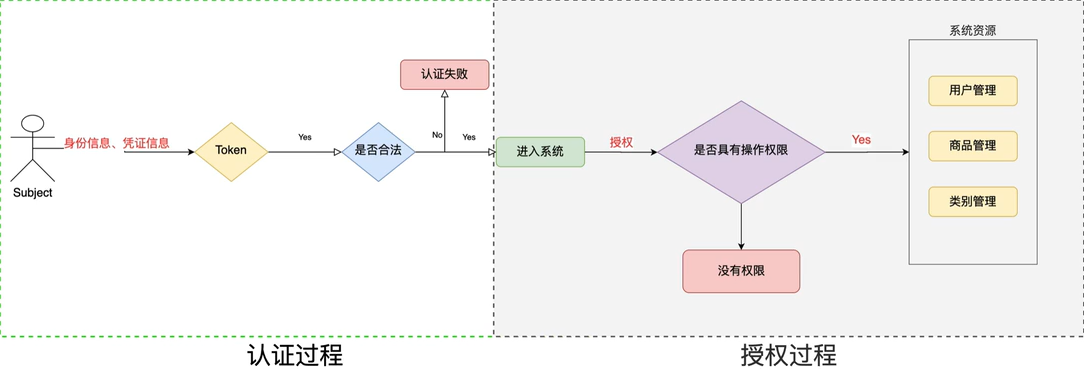 系统资源
认证失败
用户管理
身份信息、凭证信息
Token
Yes
是否合法
No
Yes
进入系统
授权
是否具有操作权限
Yes
商品管理
Subject
类别管理
没有权限
认证过程
授权过程